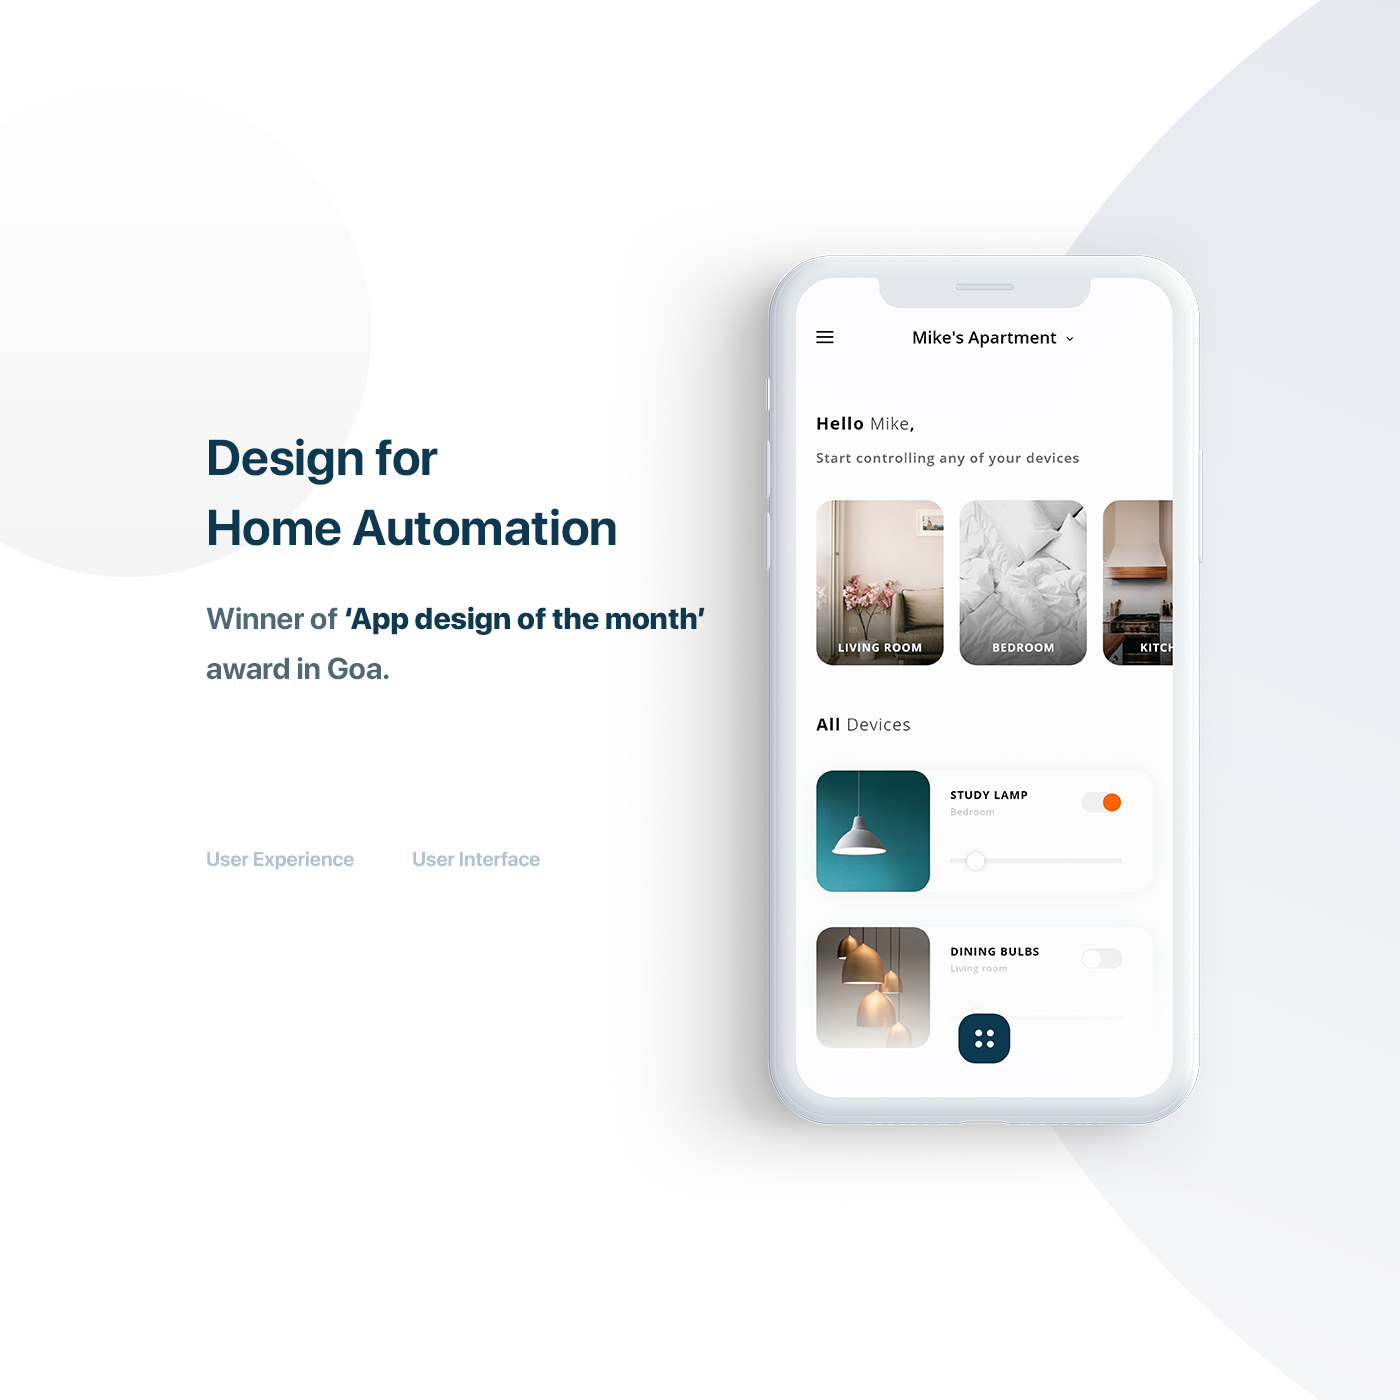 Design for
Home Automation
Winner of ‘App design of the month’
award in Goa.
User Experience
User Interface
Mike's Apartment
Hello Mike,
Start controlling any of your devices
LIVING ROOM
BEDROOM
KITCH
All Devices
STUDY LAMP
Bedroom
DINING BULBS
Living room